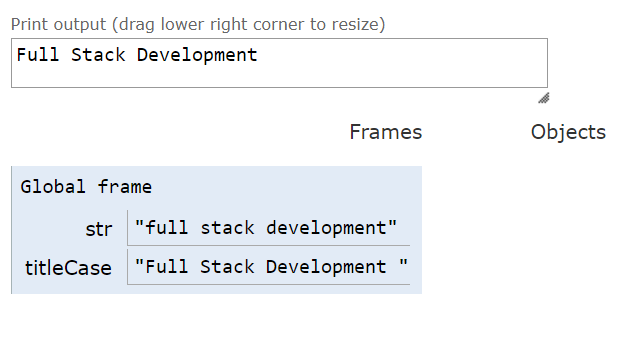 Print output (drag lower right corner to resize)
Full Stack Development
Frames Objects
Global frame
str "full stack development"
titleCase "Full Stack Development "